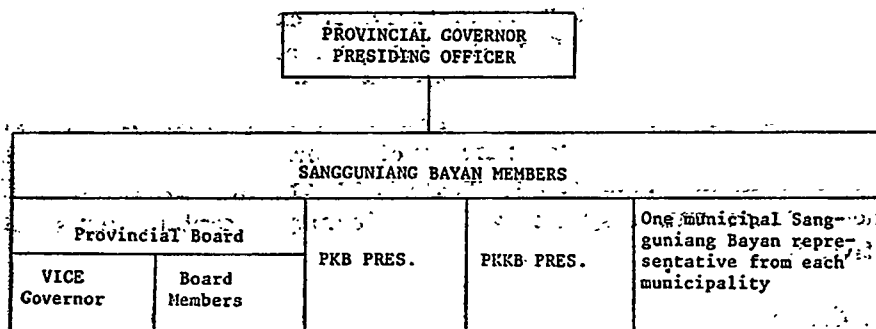 PROVINCIAL GOVERNOR
PRESIDING OFFICER
SANGGUNIANG BAYAN MEMBERS
Provincial Board
VICE
Governor
Board
Members
PKB PRES.
PKKB PRES.
One municipal Sang-
guniang Bayan repre-
sentative from each
municipality